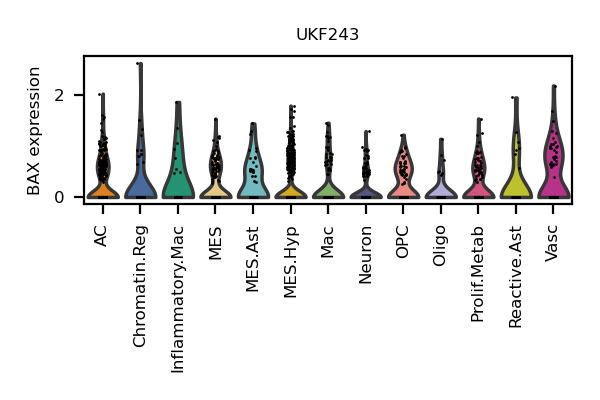 UKF243
BAX expression
2
0
AC
Chromatin.Reg
Inflammatory.Mac
MES
MES.Ast
MES.Hyp
Mac
Neuron
OPC
Oligo
Prolif.Metab
Reactive.Ast
Vasc